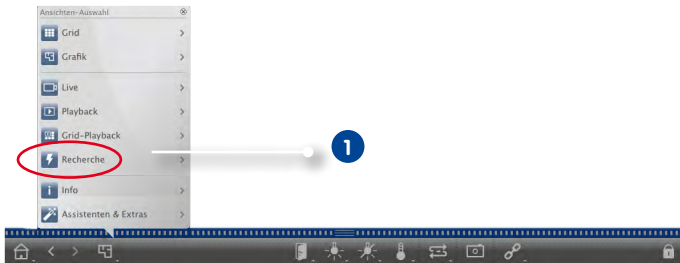 Ansichten-Auswahl
Grid
Grafik
Live
Playback
Grid-Playback
Recherche
1
Info
Assistenten & Extras